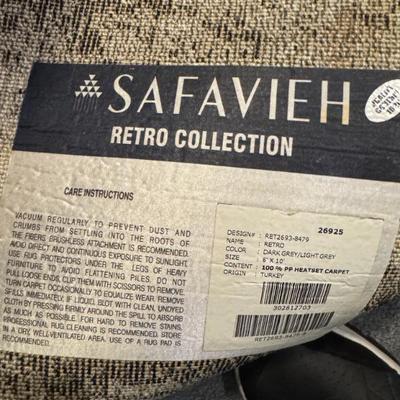 SAFAVIEH
RETRO COLLECTION
CARE INSTRUCTIONS
VACUUM REGULARLY TO PREVENT DUST AND
CRUMBS FROM SETTLING INTO THE ROOTS OF
THE FIBERS. BRUSHLESS ATTACHMENT IS RECOMMENDED.
AVOID DIRECT AND CONTINUOUS EXPOSURE TO SUNLIGHT.
USE RUG PROTECTORS UNDER THE LEGS OF HEAVY
FURNITURE TO AVOID FLATTENING PILES. DO NOT
PULL LOOSE ENDS, CLIP THEM WITH SCISSORS TO REMOVE.
TURN CARPET OCCASIONALLY TO EQUALIZE WEAR. REMOVE
SPILLS IMMEDIATELY. IF LIQUID, BLOT WITH CLEAN, UNDYED
CLOTH BY PRESSING FIRMLY AROUND THE SPILL TO ABSORB
AS MUCH AS POSSIBLE. FOR HARD TO REMOVE STAINS,
PROFESSIONAL RUG CLEANING IS RECOMMENDED. STORE
IN A DRY, WELL VENTILATED AREA. USE OF A RUG PAD IS
RECOMMENDED.
26925
DESIGN# : RET2693-8479
NAME : RETRO
COLOR : DARK GREY/LIGHT GREY
SIZE : 6' X 10'
CONTENT : 100 % PP HEATSET CARPET
ORIGIN : TURKEY
302612703